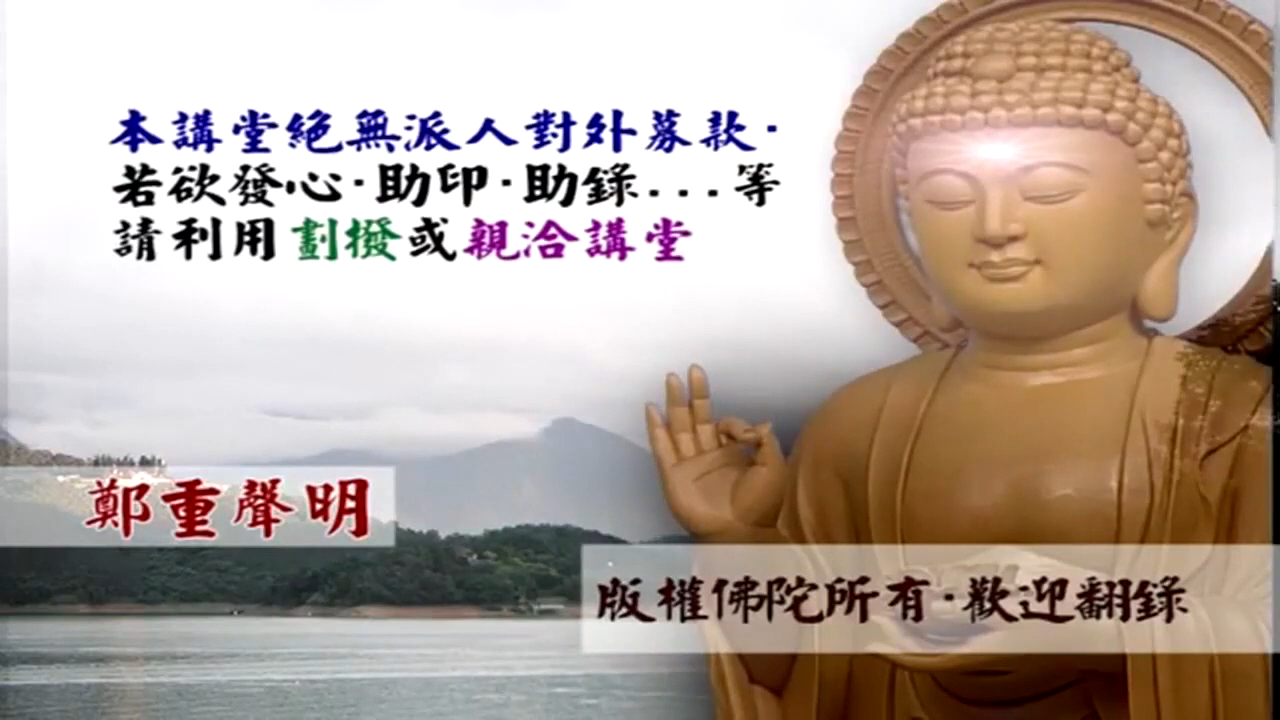 本講堂絕無派人對外募款·
若欲發心·助印·助錄...等
請利用劃撥或親洽講堂
鄭重聲明
版權佛陀所有·歡迎翻錄